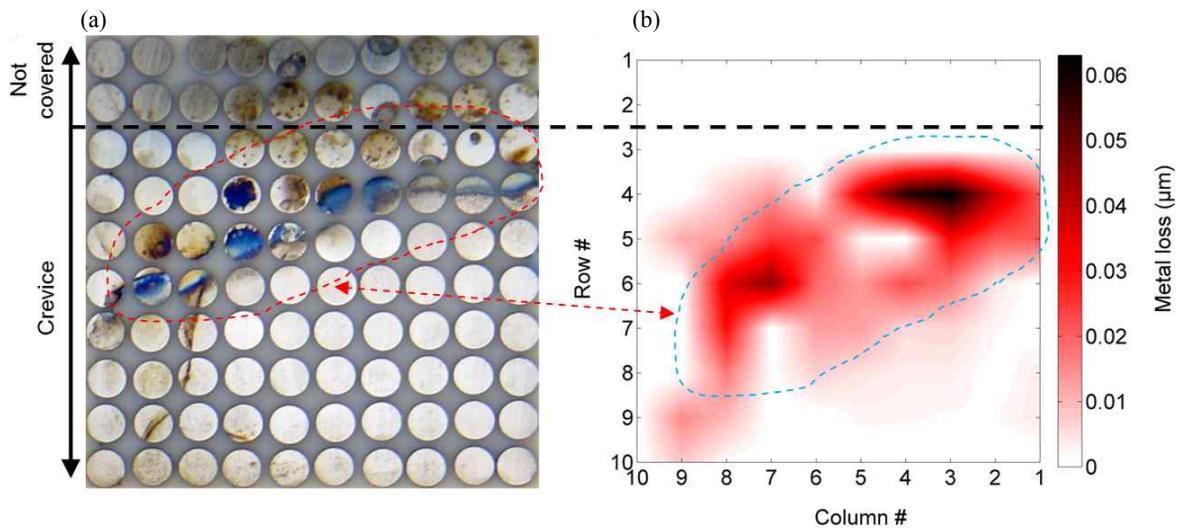 (a)
(b)
Not
covered
Crevice
1
2
3
4
5
6
7
8
9
10
Row #
10 9 8 7 6 5 4 3 2 1
Column #
0.06
0.05
0.04
0.03
0.02
0.01
0
Metal loss (µm)